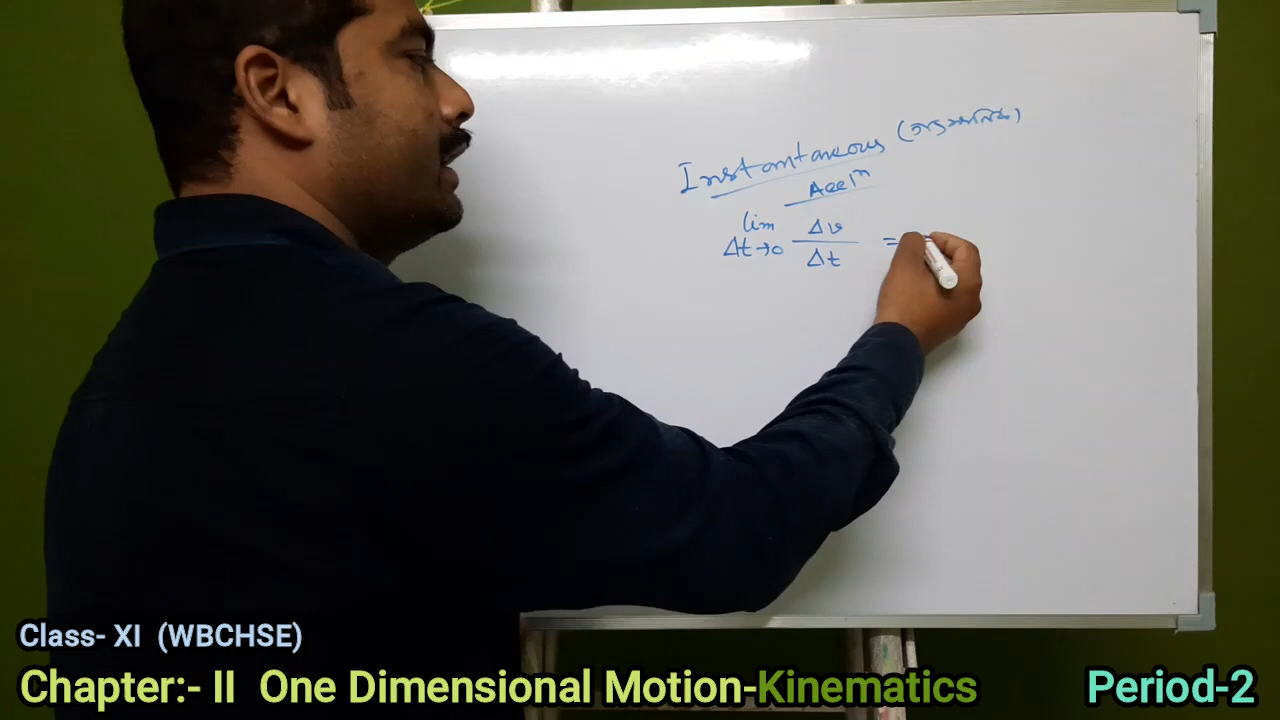 Instantaneous (তাৎক্ষনিক)
Acclⁿ
lim Δv
Δt→0 Δt =
Class- XI (WBCHSE)
Chapter:- II One Dimensional Motion-Kinematics Period-2